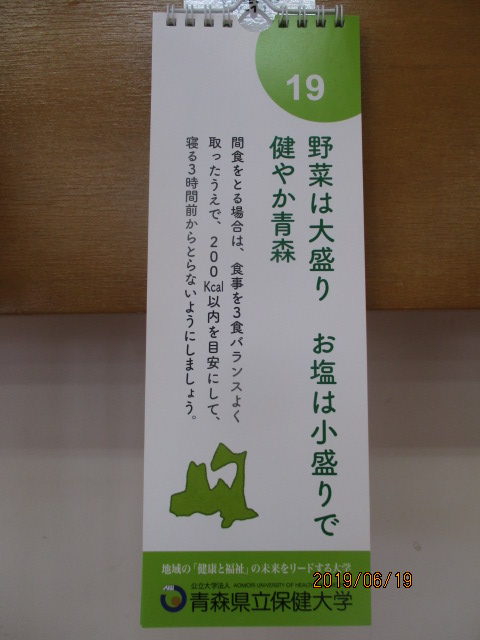 19
野菜は大盛り　お塩は小盛りで
健やか青森
間食をとる場合は、食事を3食バランスよく
取ったうえで、200Kcal以内を目安にして、
寝る3時間前からとらないようにしましょう。
地域の「健康と福祉」の未来をリードする大学
公立大学法人 AOMORI UNIVERSITY OF HEALTH
青森県立保健大学
2019/06/19